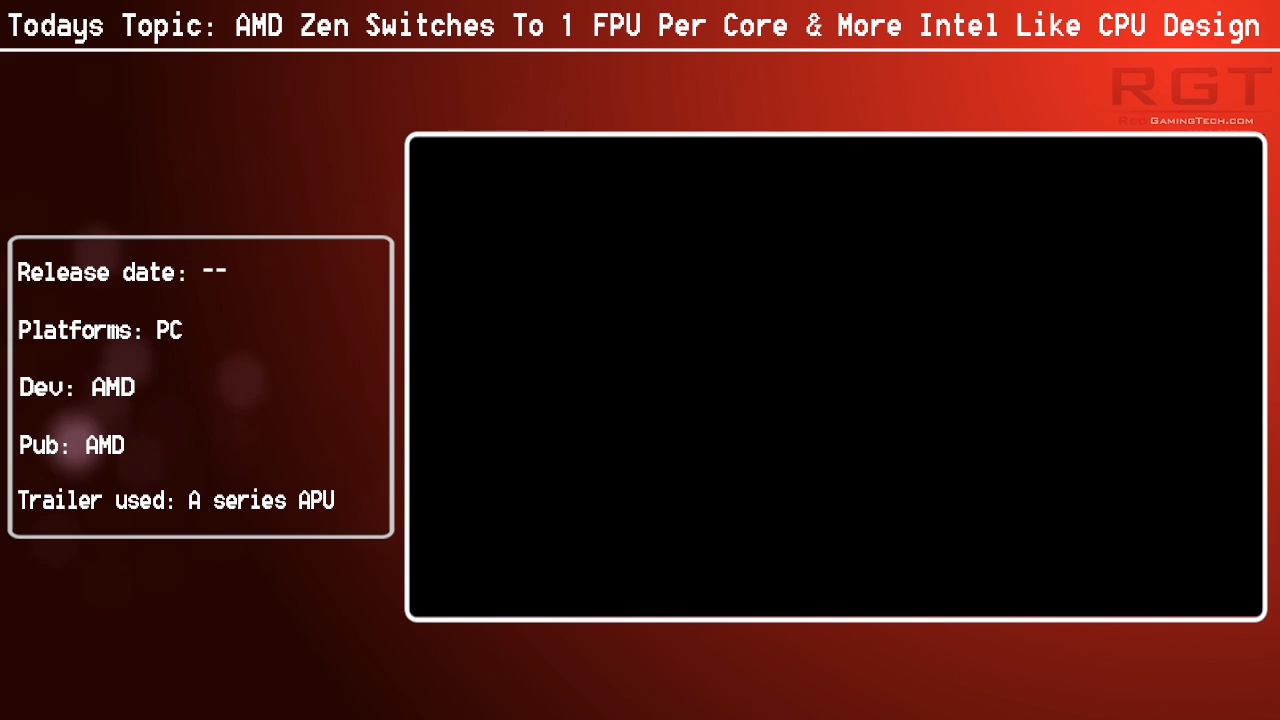 Todays Topic: AMD Zen Switches To 1 FPU Per Core & More Intel Like CPU Design
RGT
RedGamingTech.com
Release date: --
Platforms: PC
Dev: AMD
Pub: AMD
Trailer used: A series APU